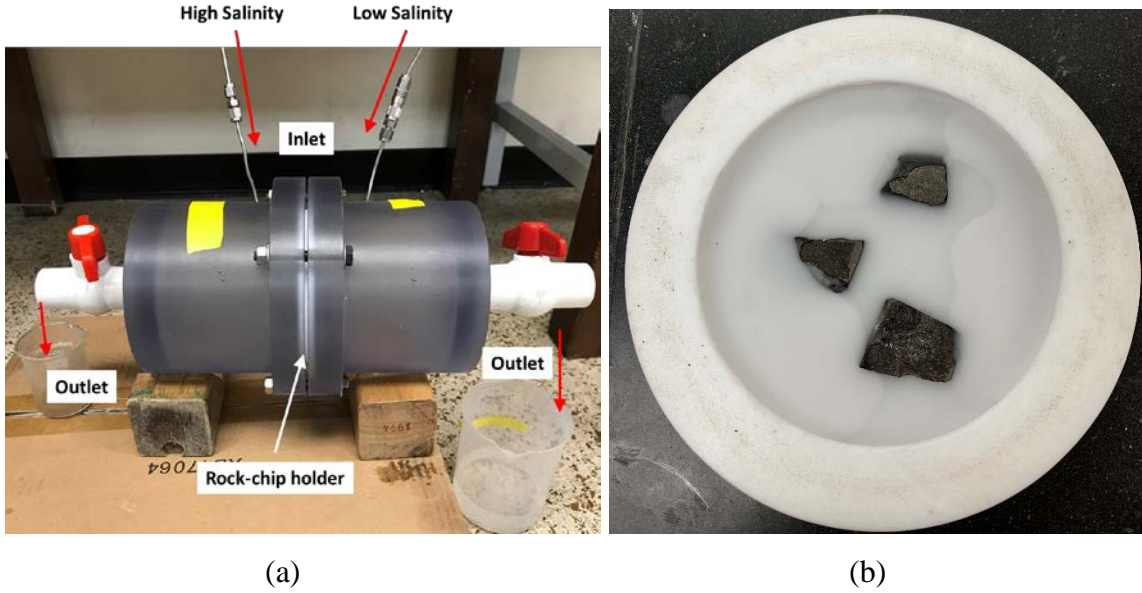 High Salinity
Low Salinity
Inlet
Outlet
Outlet
Rock-chip holder
(a)
(b)